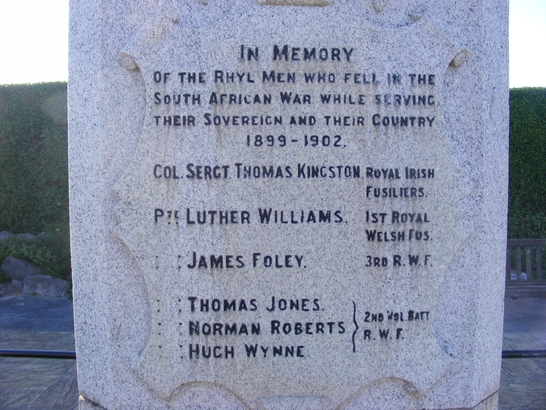 IN MEMORY
OF THE RHYL MEN WHO FELL IN THE
SOUTH AFRICAN WAR WHILE SERVING
THEIR SOVEREIGN AND THEIR COUNTRY
1899-1902.
COL. SERGT. THOMAS KINGSTON ROYAL IRISH
FUSILIERS.
PTE LUTHER WILLIAMS. 1ST ROYAL
WELSH FUS.
: : JAMES FOLEY. 3RD R.W.F.
: : THOMAS JONES.
: : NORMAN ROBERTS } 2ND VOL. BATT
R.W.F.
: : HUGH WYNNE